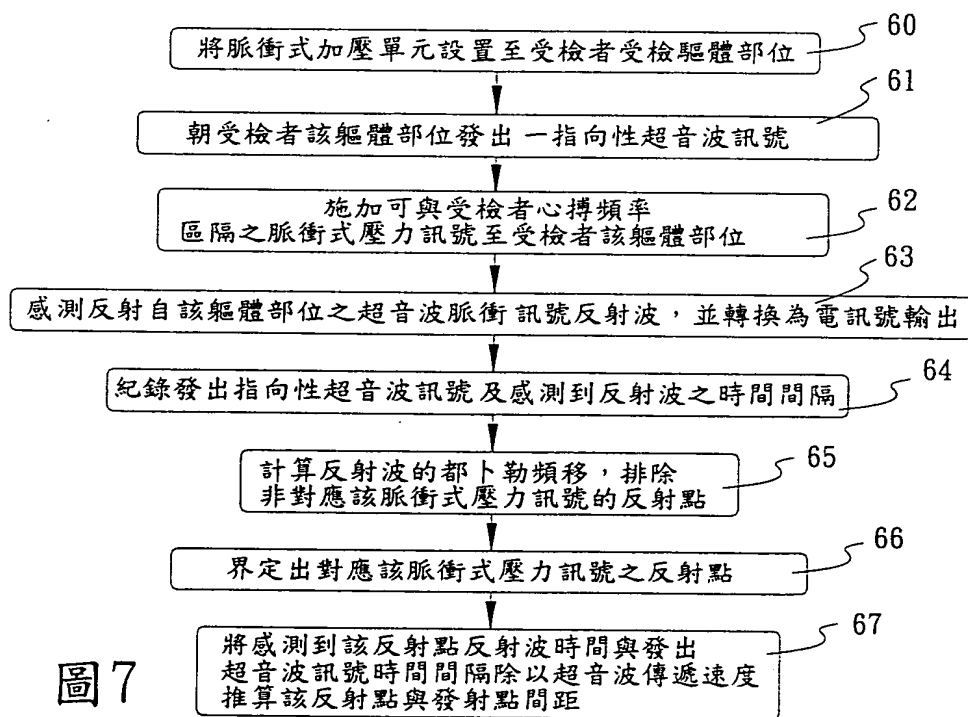 60
將脈衝式加壓單元設置至受檢者受檢驅體部位
61
朝受檢者該軀體部位發出一指向性超音波訊號
62
施加可與受檢者心搏頻率
區隔之脈衝式壓力訊號至受檢者該軀體部位
63
感測反射自該軀體部位之超音波脈衝訊號反射波，並轉換為電訊號輸出
64
紀錄發出指向性超音波訊號及感測到反射波之時間間隔
65
計算反射波的都卜勒頻移，排除
非對應該脈衝式壓力訊號的反射點
66
界定出對應該脈衝式壓力訊號之反射點
67
將感測到該反射點反射波時間與發出
超音波訊號時間間隔除以超音波傳遞速度
推算該反射點與發射點間距
圖7